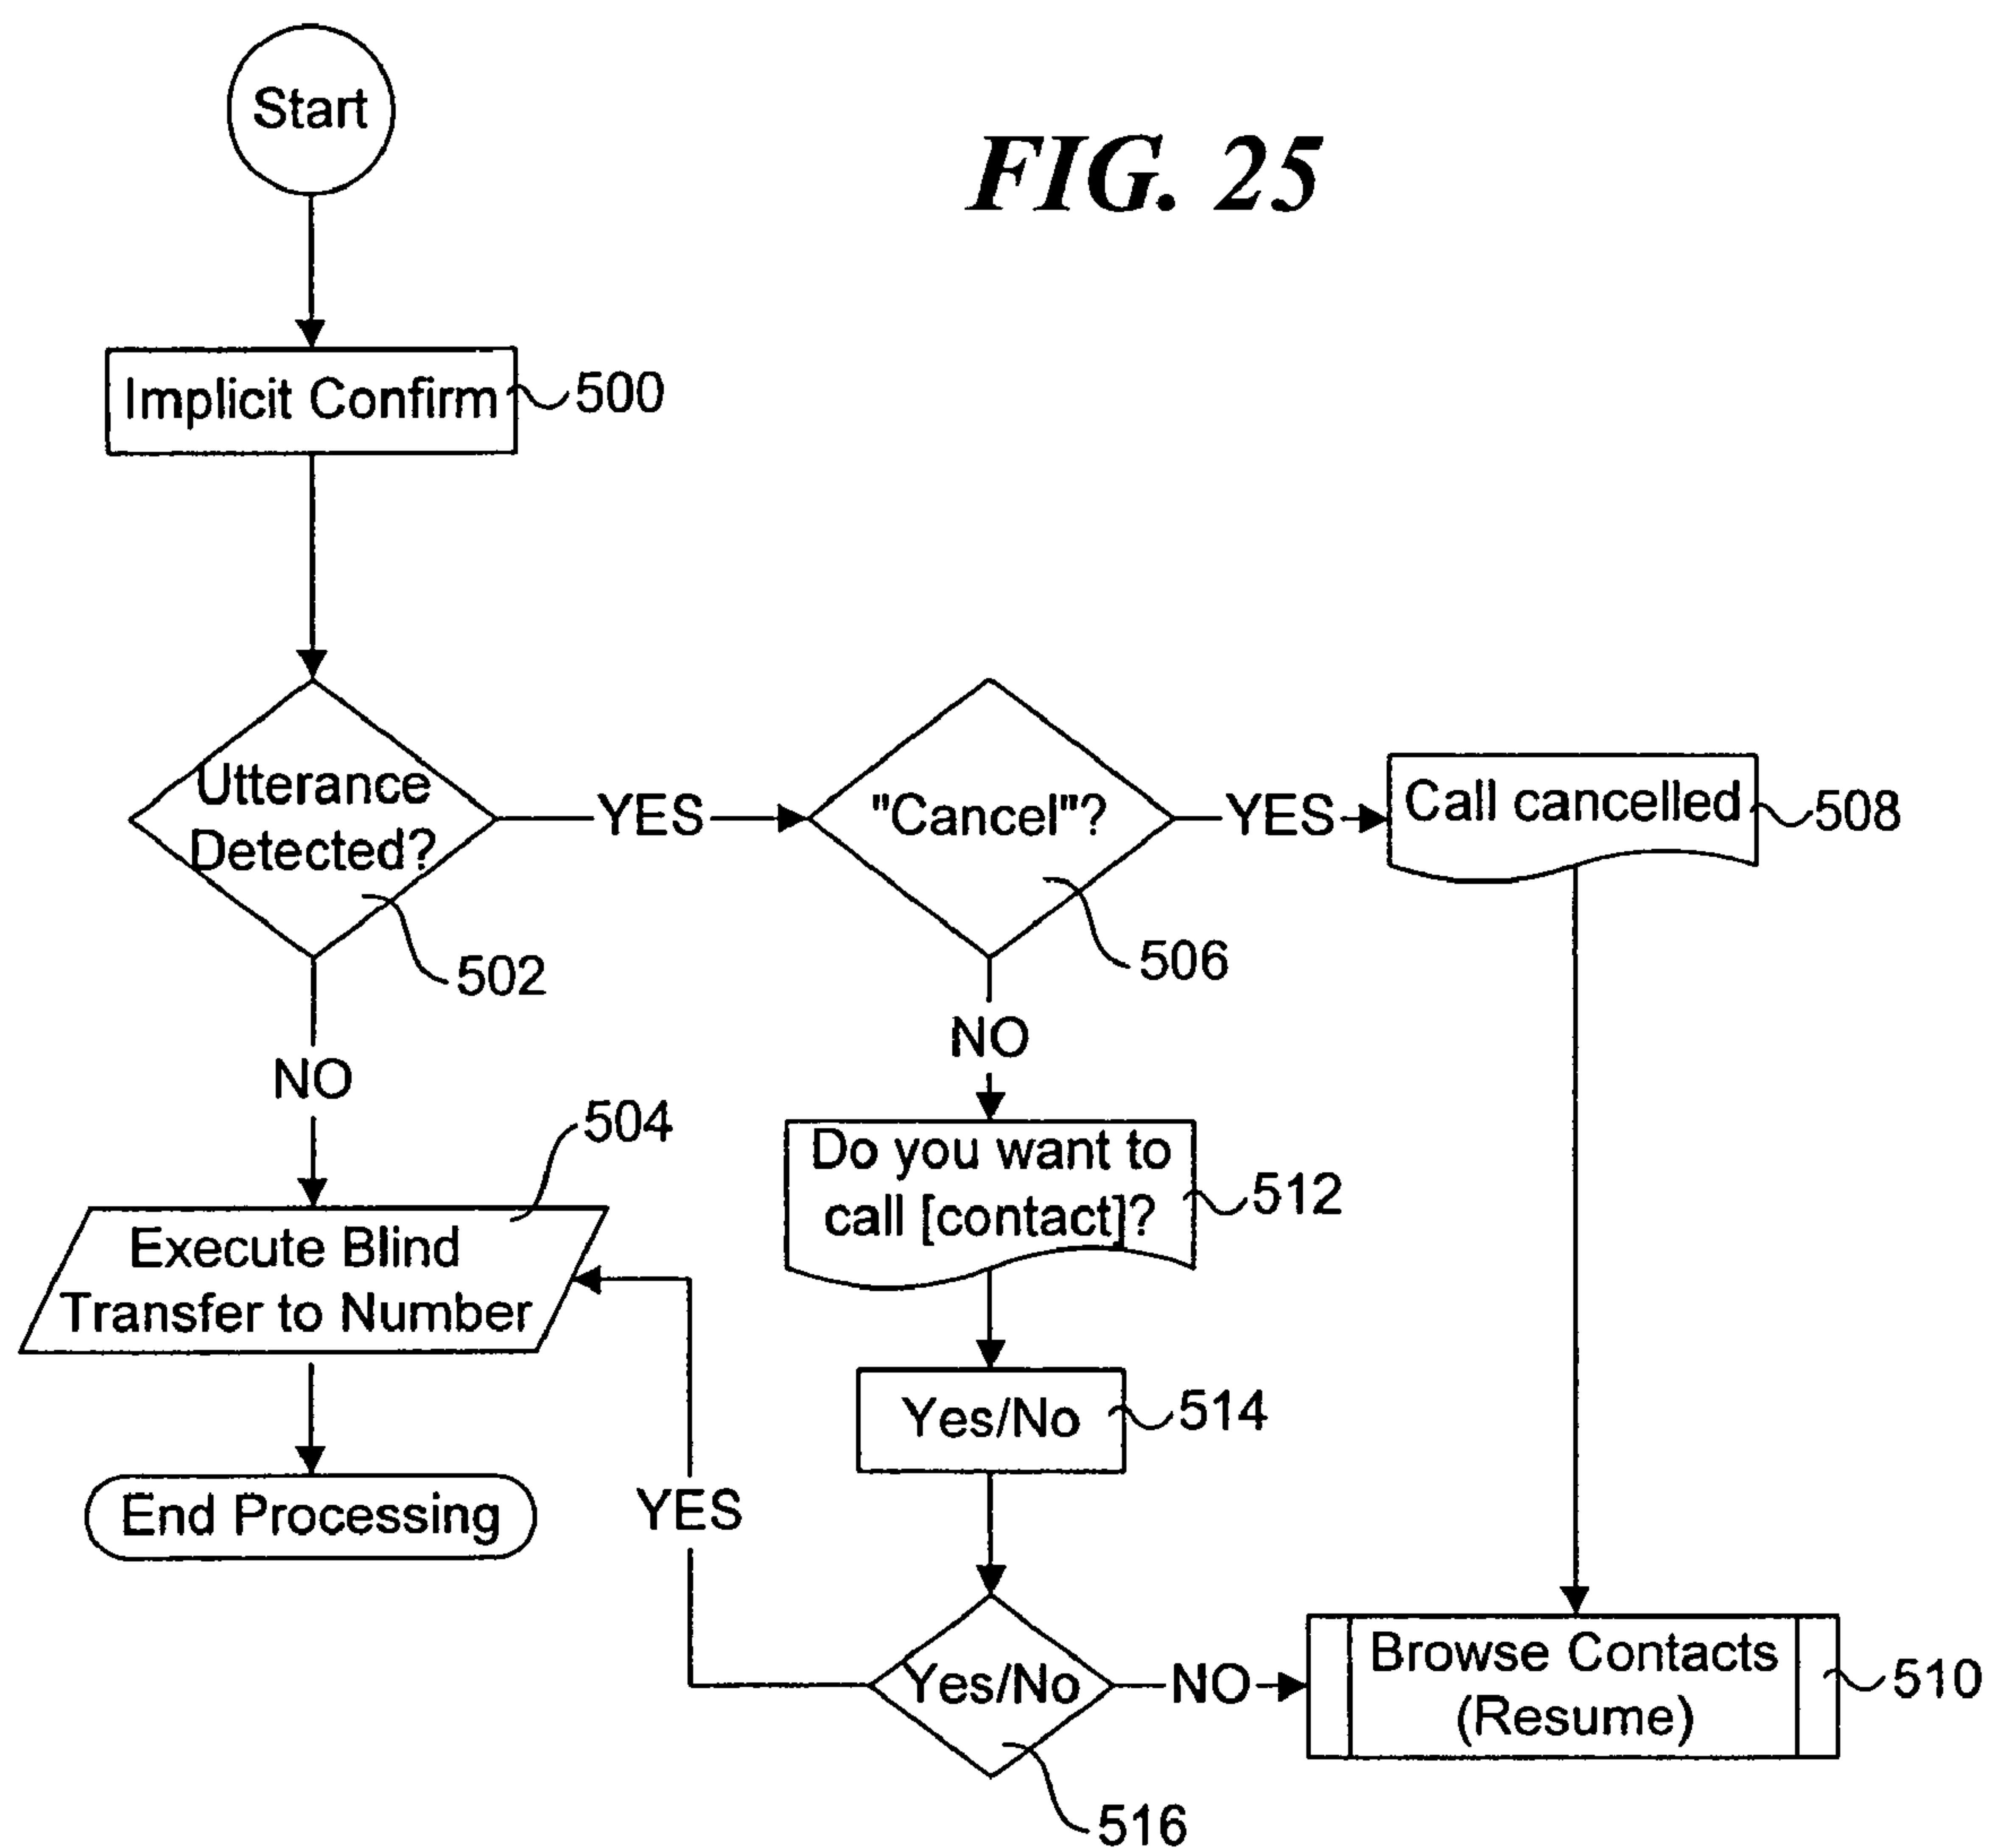 Start
FIG. 25
Implicit Confirm
500
Utterance
Detected?
502
YES
"Cancel"?
506
YES
Call cancelled
508
NO
NO
504
Execute Blind
Transfer to Number
Do you want to
call [contact]?
512
Yes/No
514
End Processing
YES
Yes/No
516
NO
Browse Contacts
(Resume)
510